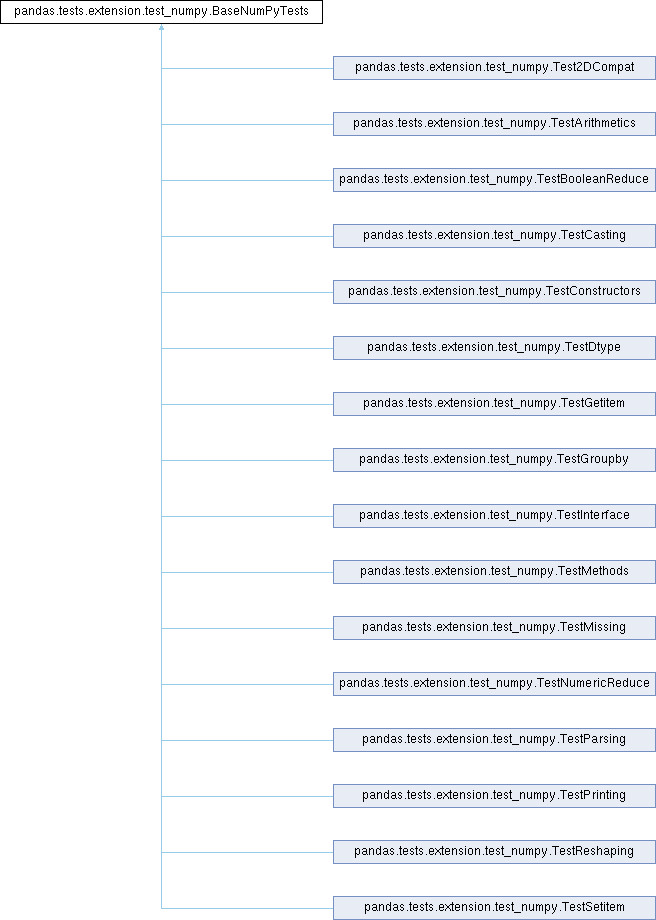 pandas.tests.extension.test_numpy.BaseNumPyTests
pandas.tests.extension.test_numpy.Test2DCompat
pandas.tests.extension.test_numpy.TestArithmetics
pandas.tests.extension.test_numpy.TestBooleanReduce
pandas.tests.extension.test_numpy.TestCasting
pandas.tests.extension.test_numpy.TestConstructors
pandas.tests.extension.test_numpy.TestDtype
pandas.tests.extension.test_numpy.TestGetitem
pandas.tests.extension.test_numpy.TestGroupby
pandas.tests.extension.test_numpy.TestInterface
pandas.tests.extension.test_numpy.TestMethods
pandas.tests.extension.test_numpy.TestMissing
pandas.tests.extension.test_numpy.TestNumericReduce
pandas.tests.extension.test_numpy.TestParsing
pandas.tests.extension.test_numpy.TestPrinting
pandas.tests.extension.test_numpy.TestReshaping
pandas.tests.extension.test_numpy.TestSetitem